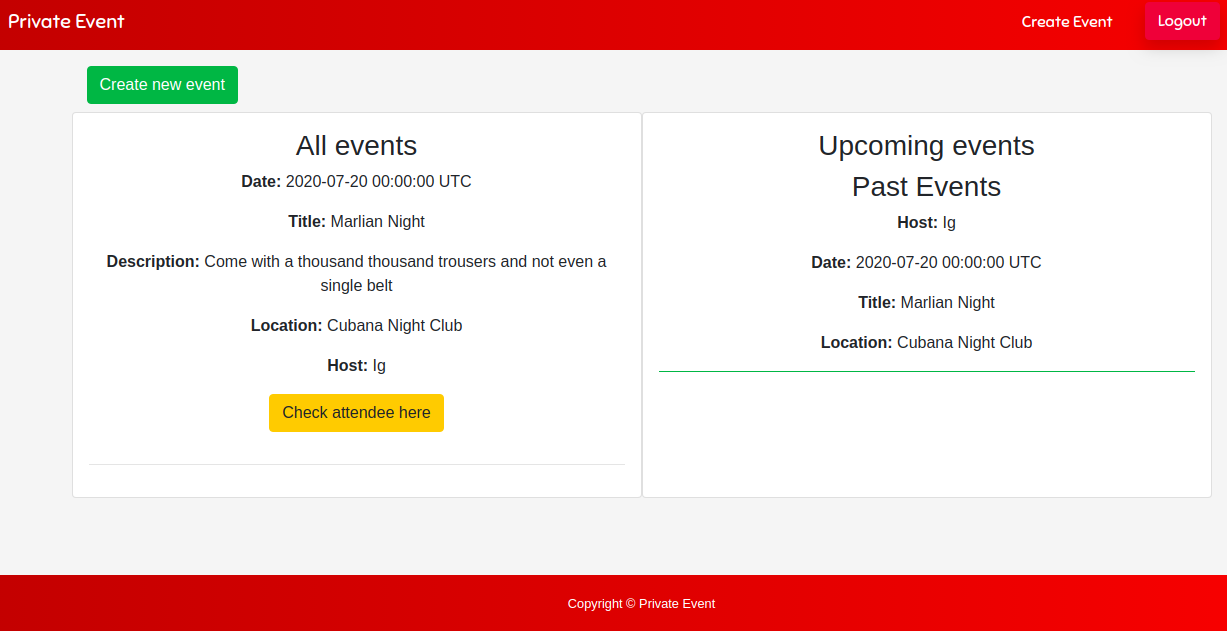 Private Event
Create Event
Logout
Create new event
All events
Date: 2020-07-20 00:00:00 UTC
Title: Marlian Night
Description: Come with a thousand thousand trousers and not even a
single belt
Location: Cubana Night Club
Host: Ig
Check attendee here
Upcoming events
Past Events
Host: Ig
Date: 2020-07-20 00:00:00 UTC
Title: Marlian Night
Location: Cubana Night Club
Copyright © Private Event